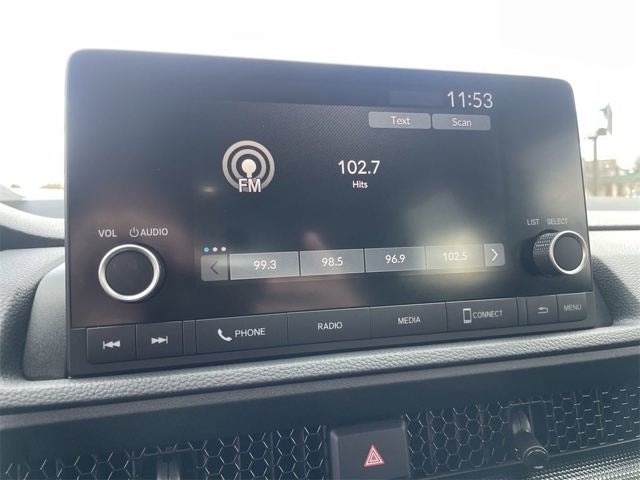 11:53
Text Scan
102.7
FM
Hits
VOL AUDIO LIST SELECT
99.3 98.5 96.9 102.5
PHONE RADIO MEDIA CONNECT MENU